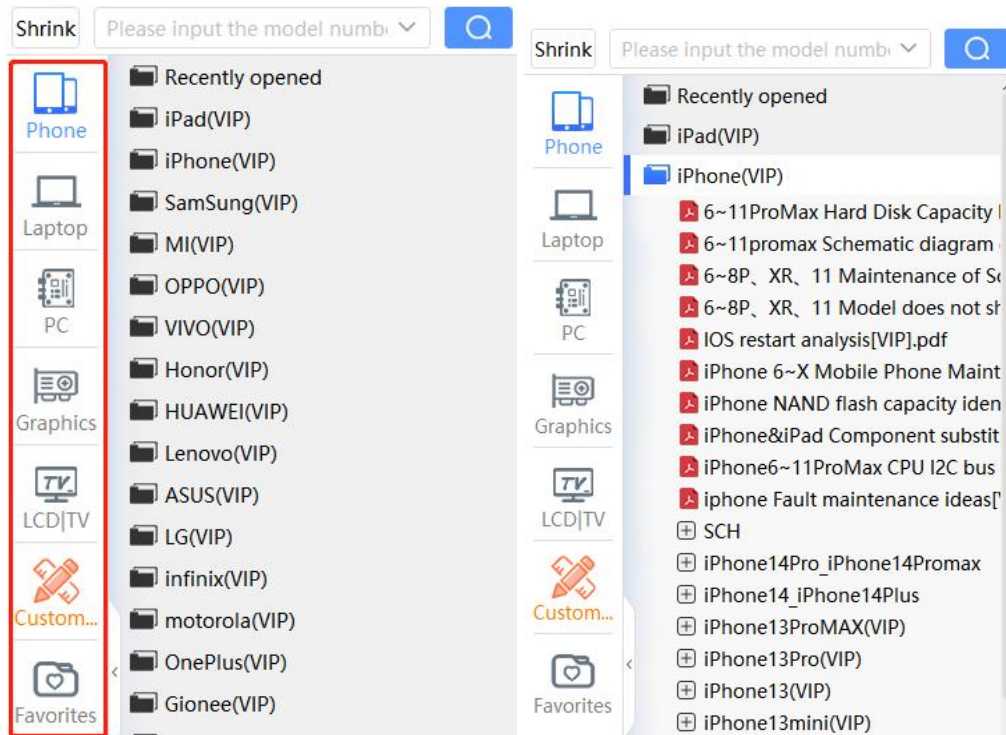 Shrink
Please input the model numb
Phone
Laptop
PC
Graphics
TV
LCD|TV
Custom...
Favorites
Recently opened
iPad(VIP)
iPhone(VIP)
SamSung(VIP)
MI(VIP)
OPPO(VIP)
VIVO(VIP)
Honor(VIP)
HUAWEI(VIP)
Lenovo(VIP)
ASUS(VIP)
LG(VIP)
infinix(VIP)
motorola(VIP)
OnePlus(VIP)
Gionee(VIP)
Shrink
Please input the model numb
Phone
Laptop
PC
Graphics
TV
LCD|TV
Custom...
Favorites
Recently opened
iPad(VIP)
iPhone(VIP)
6~11ProMax Hard Disk Capacity
6~11promax Schematic diagram
6~8P、XR、11 Maintenance of Sc
6~8P、XR、11 Model does not sh
IOS restart analysis[VIP].pdf
iPhone 6~X Mobile Phone Maint
iPhone NAND flash capacity iden
iPhone&iPad Component substit
iPhone6~11ProMax CPU I2C bus
iphone Fault maintenance ideas[
SCH
iPhone14Pro_iPhone14Promax
iPhone14_iPhone14Plus
iPhone13ProMAX(VIP)
iPhone13Pro(VIP)
iPhone13(VIP)
iPhone13mini(VIP)